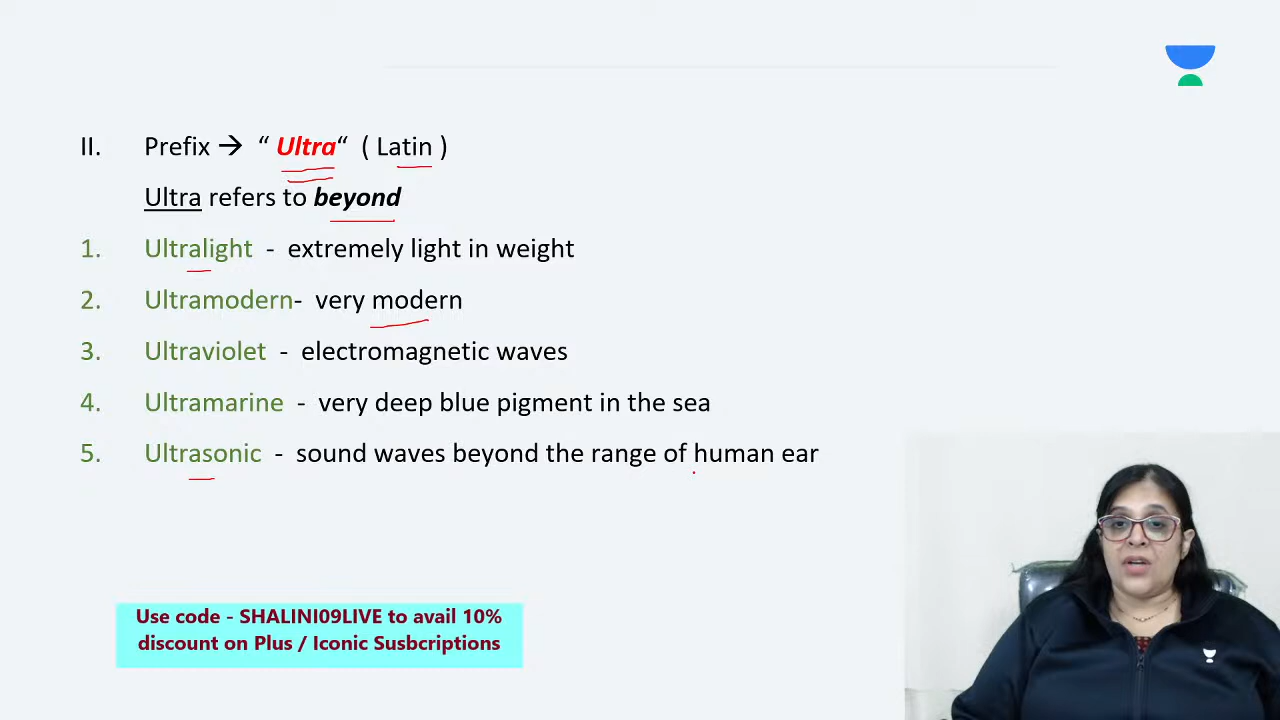 II. Prefix → “ Ultra“ ( Latin )
Ultra refers to beyond
1. Ultralight - extremely light in weight
2. Ultramodern- very modern
3. Ultraviolet - electromagnetic waves
4. Ultramarine - very deep blue pigment in the sea
5. Ultrasonic - sound waves beyond the range of human ear
Use code - SHALINI09LIVE to avail 10%
discount on Plus / Iconic Susbcriptions